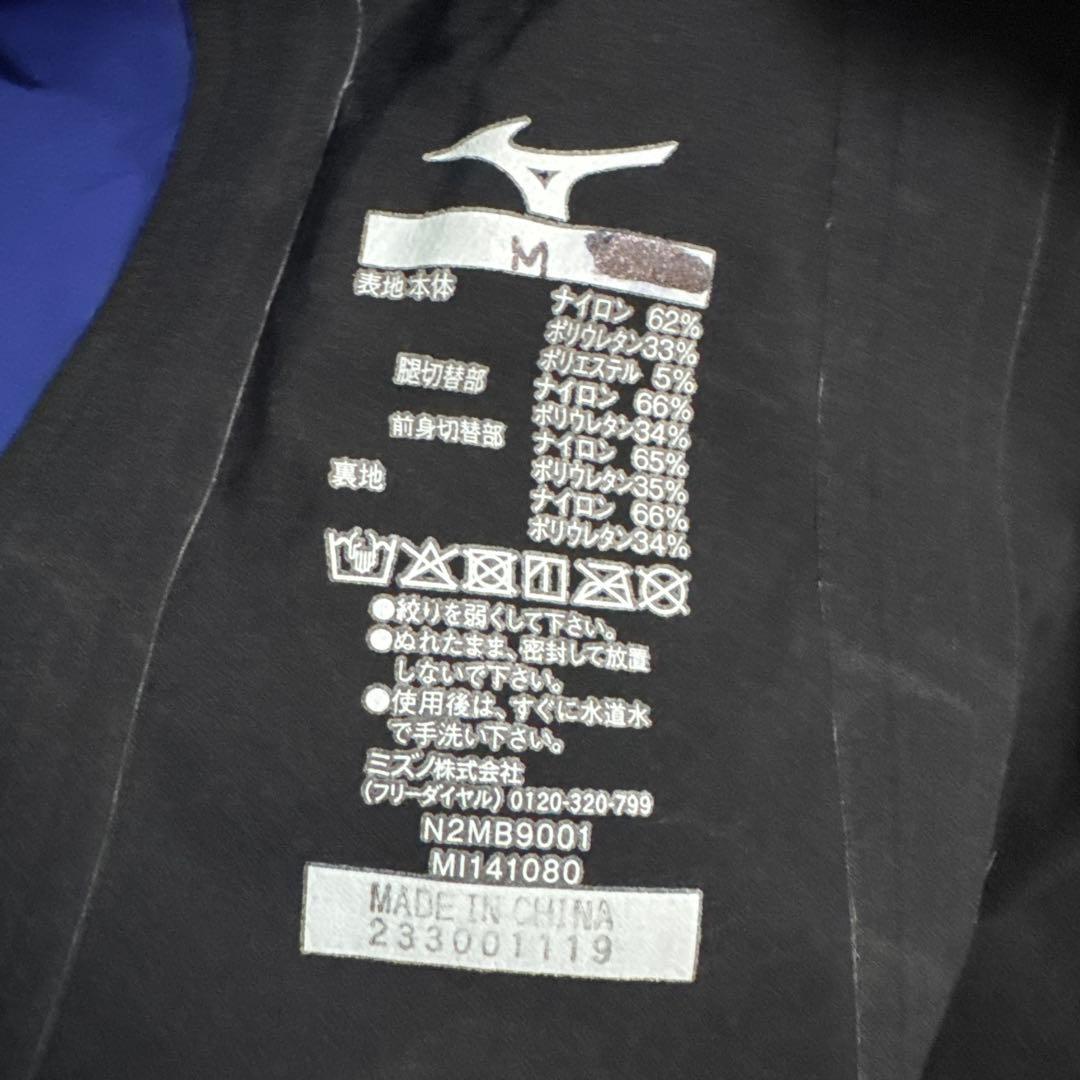 M
表地 本体 ナイロン 62%
ポリウレタン33%
ポリエステル 5%
腿切替部 ナイロン 66%
ポリウレタン34%
前身切替部 ナイロン 65%
ポリウレタン35%
裏地 ナイロン 66%
ポリウレタン34%
●絞りを弱くして下さい。
●ぬれたまま、密封して放置
しないで下さい。
●使用後は、すぐに水道水
で手洗い下さい。
ミズノ株式会社
(フリーダイヤル) 0120-320-799
N2MB9001
MI141080
MADE IN CHINA
233001119